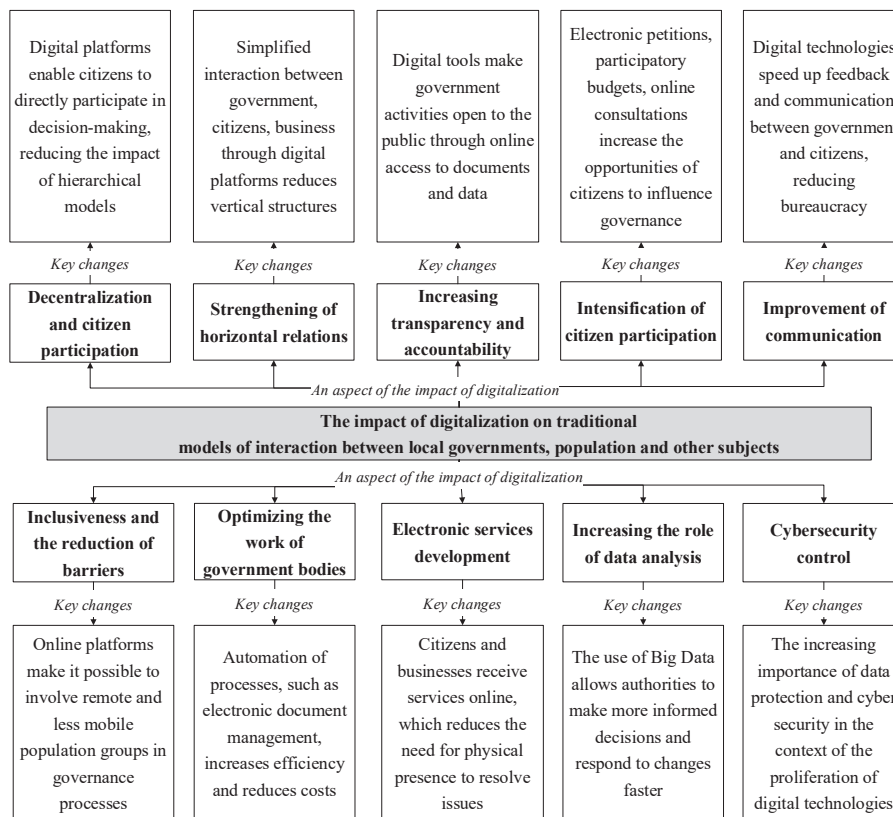 Digital platforms
enable citizens to
directly participate in
decision-making,
reducing the impact
of hierarchical
models
Simplified
interaction between
government,
citizens, business
through digital
platforms reduces
vertical structures
Digital tools make
government
activities open to the
public through online
access to documents
and data
Electronic petitions,
participatory
budgets, online
consultations
increase the
opportunities of
citizens to influence
governance
Digital technologies
speed up feedback
and communication
between government
and citizens,
reducing
bureaucracy
Key changes
Key changes
Key changes
Key changes
Key changes
Decentralization
and citizen
participation
Strengthening of
horizontal relations
Increasing
transparency and
accountability
Intensification of
citizen participation
Improvement of
communication
An aspect of the impact of digitalization
The impact of digitalization on traditional
models of interaction between local governments, population and other subjects
An aspect of the impact of digitalization
Inclusiveness and
the reduction of
barriers
Optimizing the
work of
government bodies
Electronic services
development
Increasing the role
of data analysis
Cybersecurity
control
Key changes
Key changes
Key changes
Key changes
Key changes
Online platforms
make it possible to
involve remote and
less mobile
population groups in
governance
processes
Automation of
processes, such as
electronic document
management,
increases efficiency
and reduces costs
Citizens and
businesses receive
services online,
which reduces the
need for physical
presence to resolve
issues
The use of Big Data
allows authorities to
make more informed
decisions and
respond to changes
faster
The increasing
importance of data
protection and cyber
security in the
context of the
proliferation of
digital technologies